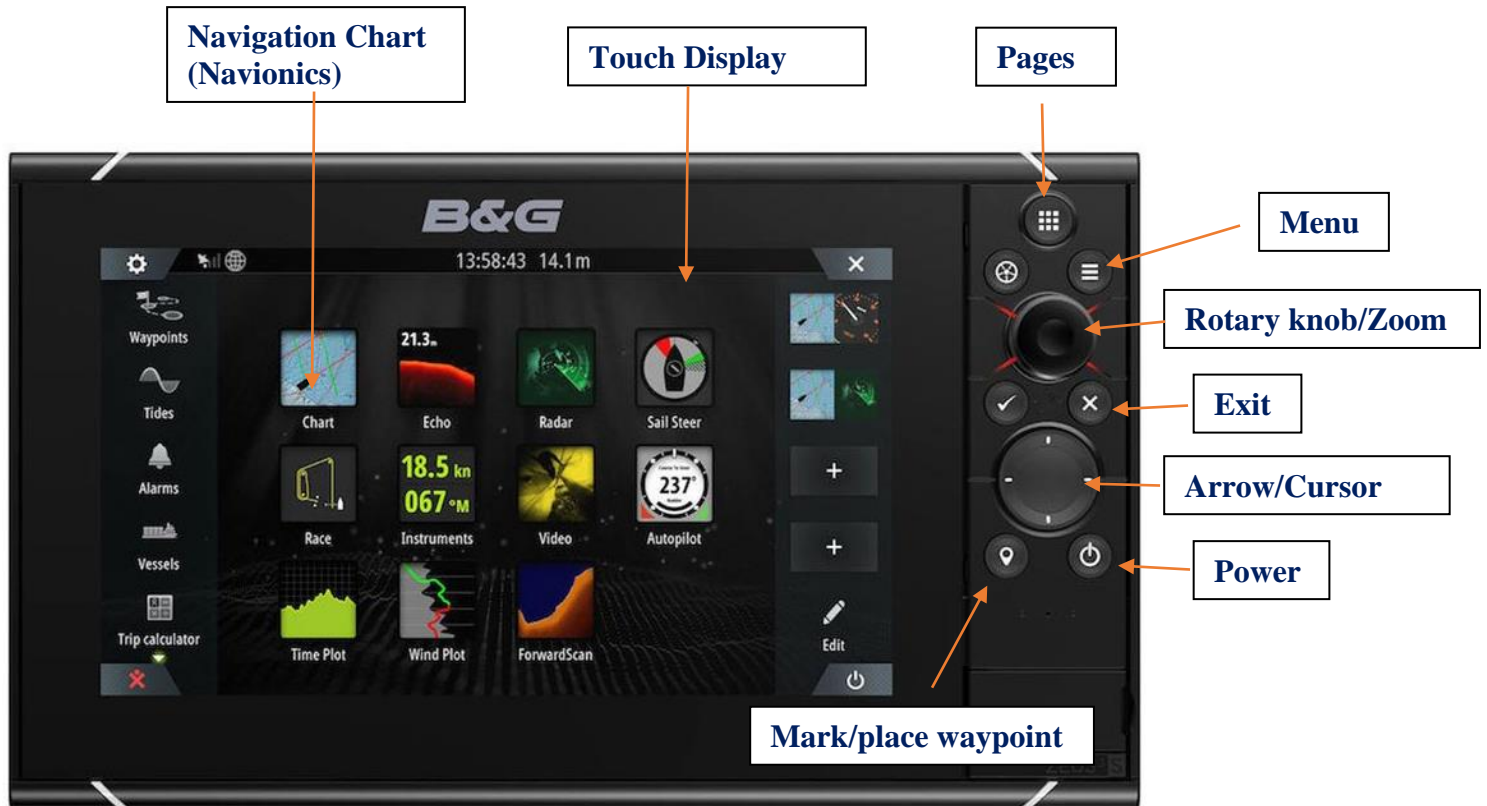 Navigation Chart
(Navionics)
Touch Display
Pages
B&G
13:58:43 14.1 m
Menu
Waypoints
21.3m
Rotary knob/Zoom
Tides
Chart
Echo
Radar
Sail Steer
Exit
Alarms
18.5 kn
067 °M
237°
Arrow/Cursor
Race
Instruments
Video
Autopilot
Vessels
Power
Trip calculator
Time Plot
Wind Plot
ForwardScan
Edit
Mark/place waypoint